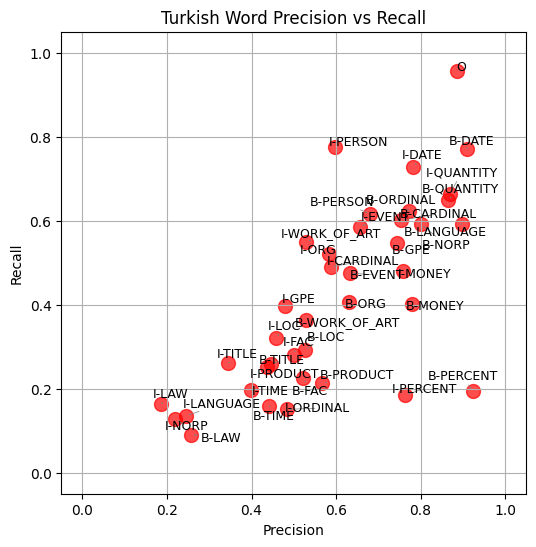 Turkish Word Precision vs Recall
1.0
0.8
0.6
0.4
0.2
0.0
Recall
O
B-DATE
I-PERSON
I-DATE
I-QUANTITY
B-QUANTITY
B-ORDINAL
B-PERSON
B-CARDINAL
I-EVENT
I-WORK_OF_ART
B-LANGUAGE
B-NORP
B-GPE
I-ORG
I-CARDINAL
B-EVENT
I-MONEY
I-GPE
B-ORG
B-MONEY
I-LOC
B-WORK_OF_ART
B-LOC
I-FAC
I-TITLE
B-TITLE
I-PRODUCT
B-PRODUCT
B-PERCENT
I-PERCENT
I-TIME
B-FAC
I-LAW
I-LANGUAGE
I-ORDINAL
B-TIME
I-NORP
B-LAW
0.0 0.2 0.4 0.6 0.8 1.0
Precision